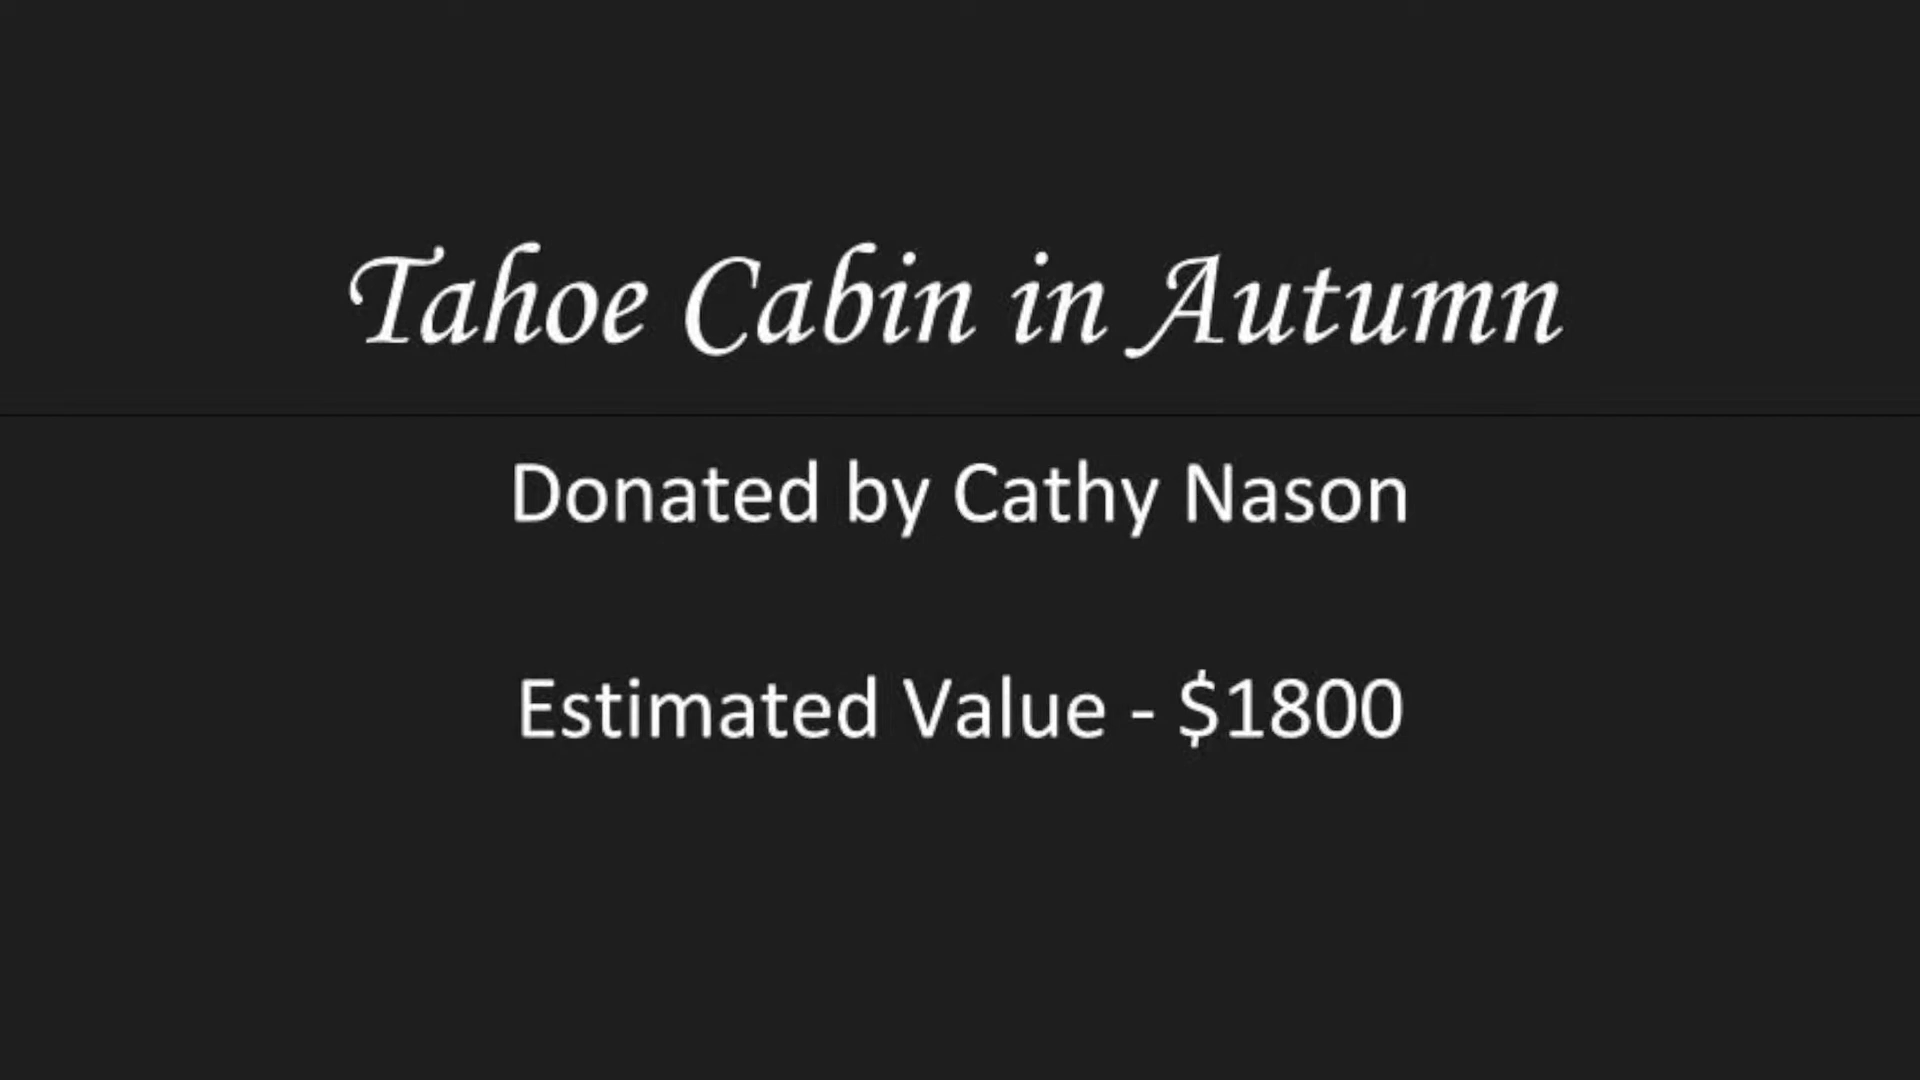 Tahoe Cabin in Autumn
Donated by Cathy Nason
Estimated Value - $1800